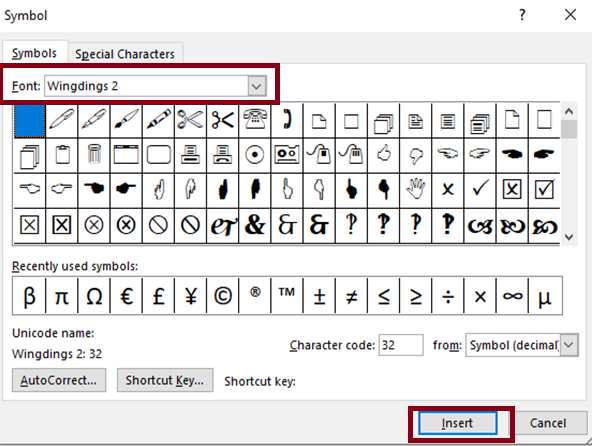 Symbol ? ×
Symbols Special Characters
Font: Wingdings 2
Recently used symbols:
β π Ω € £ ¥ © ® ™ ± ≠ ≤ ≥ ÷ × ∞ µ
Unicode name:
Wingdings 2: 32
Character code: 32 from: Symbol (decimal)
AutoCorrect... Shortcut Key... Shortcut key:
Insert Cancel